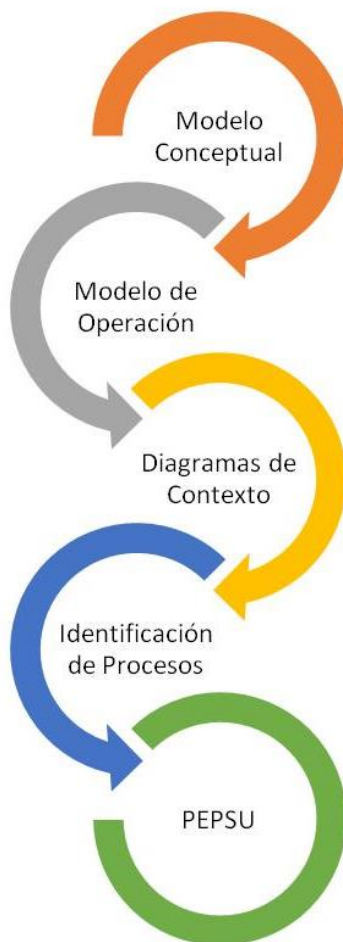 Modelo
Conceptual
Modelo de
Operación
Diagramas de
Contexto
Identificación
de Procesos
PEPSU